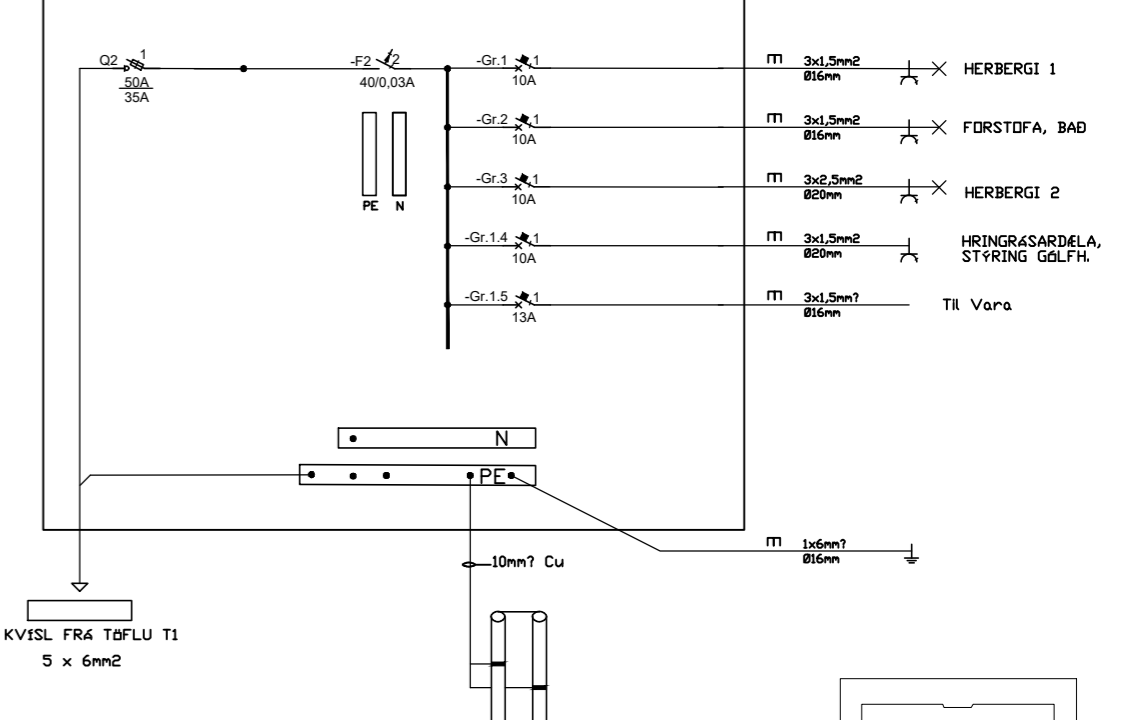 Q2 1
50A
35A
-F2 2
40/0,03A
PE N
-Gr.1 1
10A
3x1,5mm2
Ø16mm
HERBERGI 1
-Gr.2 1
10A
3x1,5mm2
Ø16mm
FORSTOFA, BAÐ
-Gr.3 1
10A
3x2,5mm2
Ø20mm
HERBERGI 2
-Gr.1.4 1
10A
3x1,5mm2
Ø20mm
HRINGRÁSARDÆLA,
STÝRING GÓLFH.
-Gr.1.5 1
13A
3x1,5mm?
Ø16mm
Til Vara
N
PE
1x6mm?
Ø16mm
10mm? Cu
KVÍSL FRÁ TÖFLU T1
5 x 6mm2